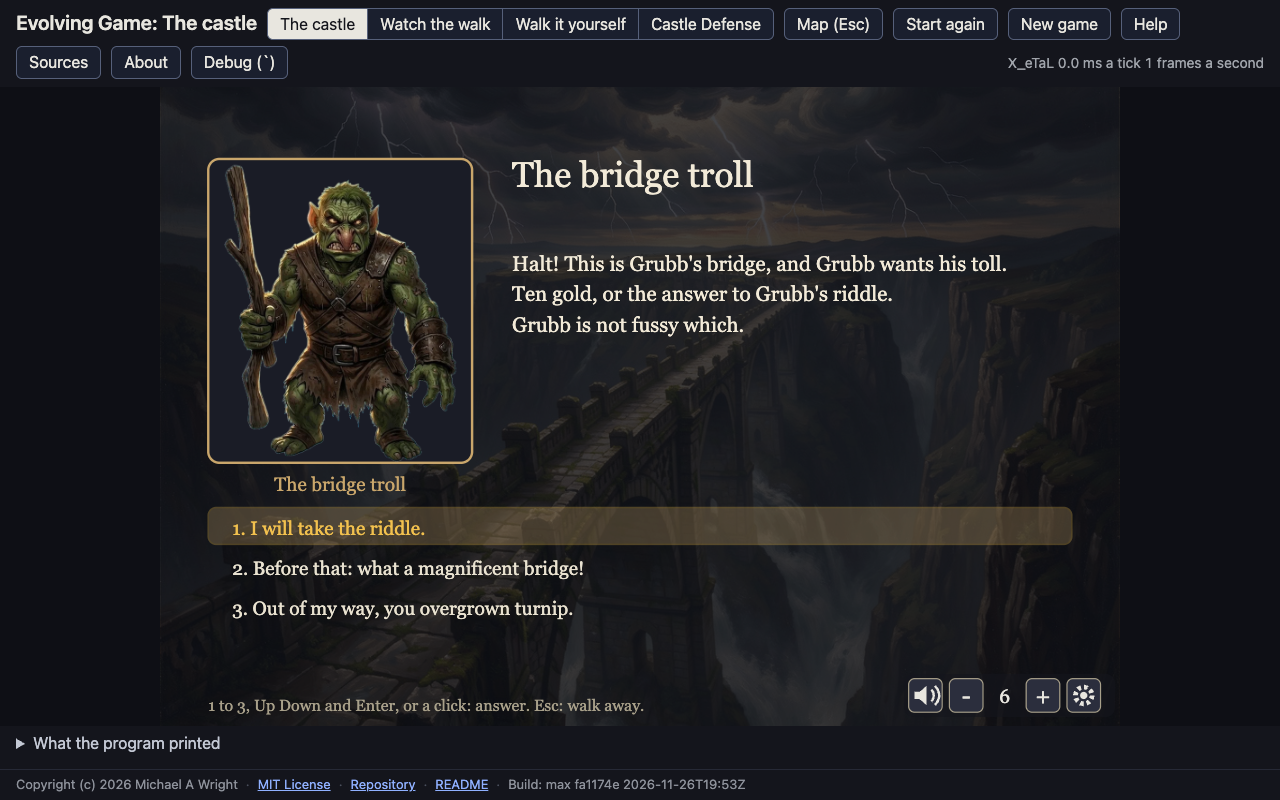 Evolving Game: The castle
The castle
Watch the walk
Walk it yourself
Castle Defense
Map (Esc)
Start again
New game
Help
Sources
About
Debug (`)
X_eTaL 0.0 ms a tick 1 frames a second
The bridge troll
Halt! This is Grubb's bridge, and Grubb wants his toll.
Ten gold, or the answer to Grubb's riddle.
Grubb is not fussy which.
The bridge troll
1. I will take the riddle.
2. Before that: what a magnificent bridge!
3. Out of my way, you overgrown turnip.
1 to 3, Up Down and Enter, or a click: answer. Esc: walk away.
- 6 +
What the program printed
Copyright (c) 2026 Michael A Wright · MIT License · Repository · README · Build: max fa1174e 2026-11-26T19:53Z